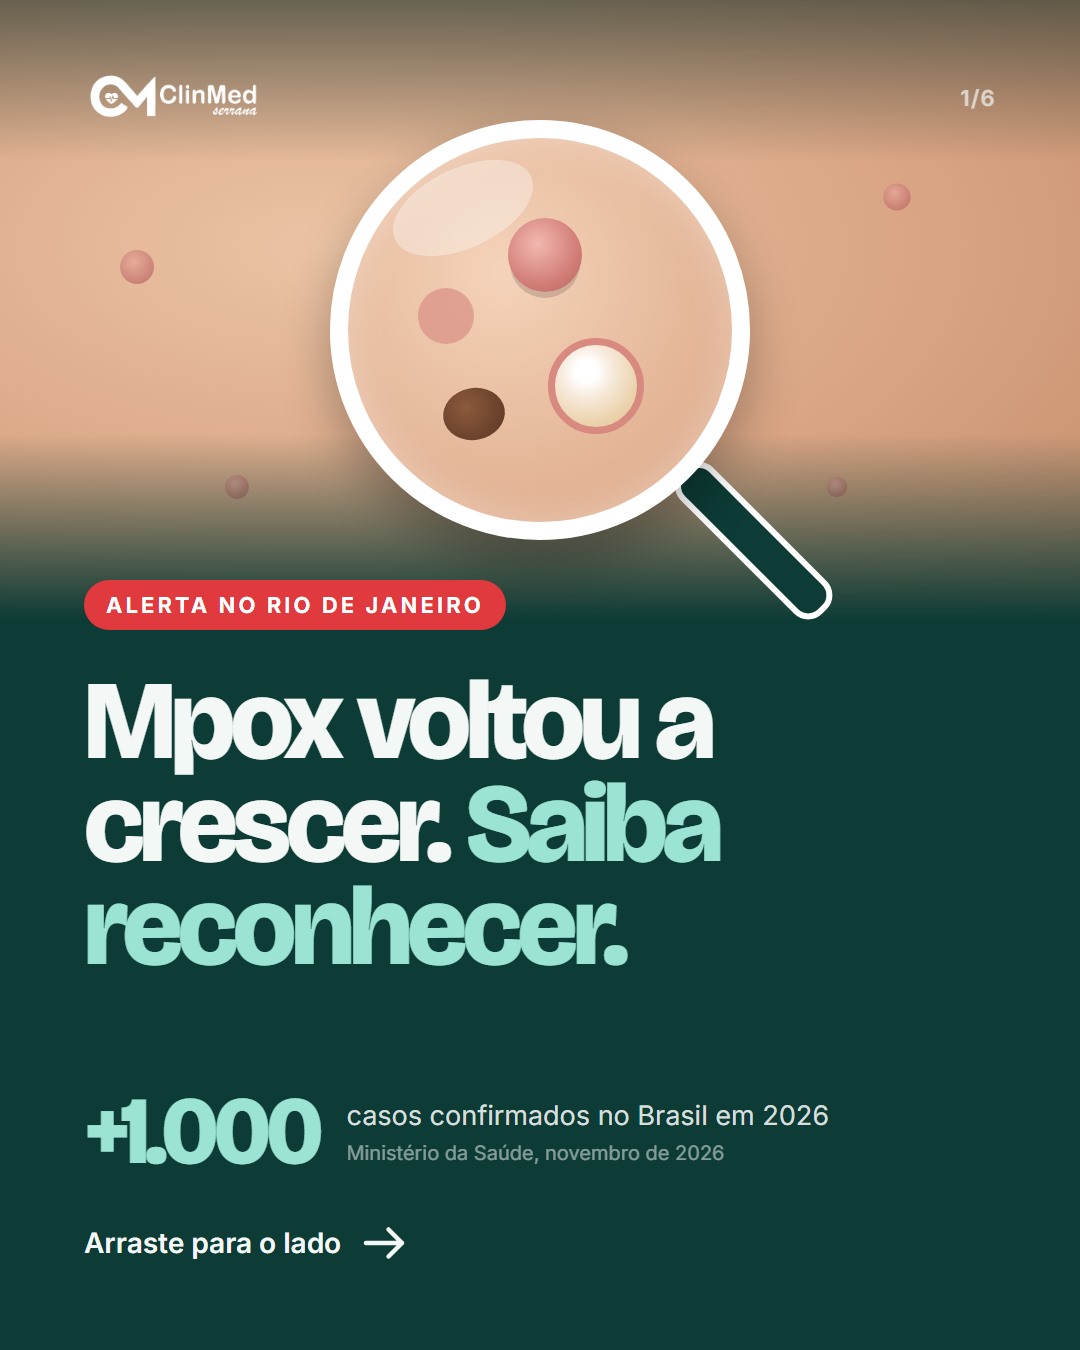 CM ClinMed
serrana
1/6
ALERTA NO RIO DE JANEIRO
Mpox voltou a
crescer. Saiba
reconhecer.
+1.000
casos confirmados no Brasil em 2026
Ministério da Saúde, novembro de 2026
Arraste para o lado